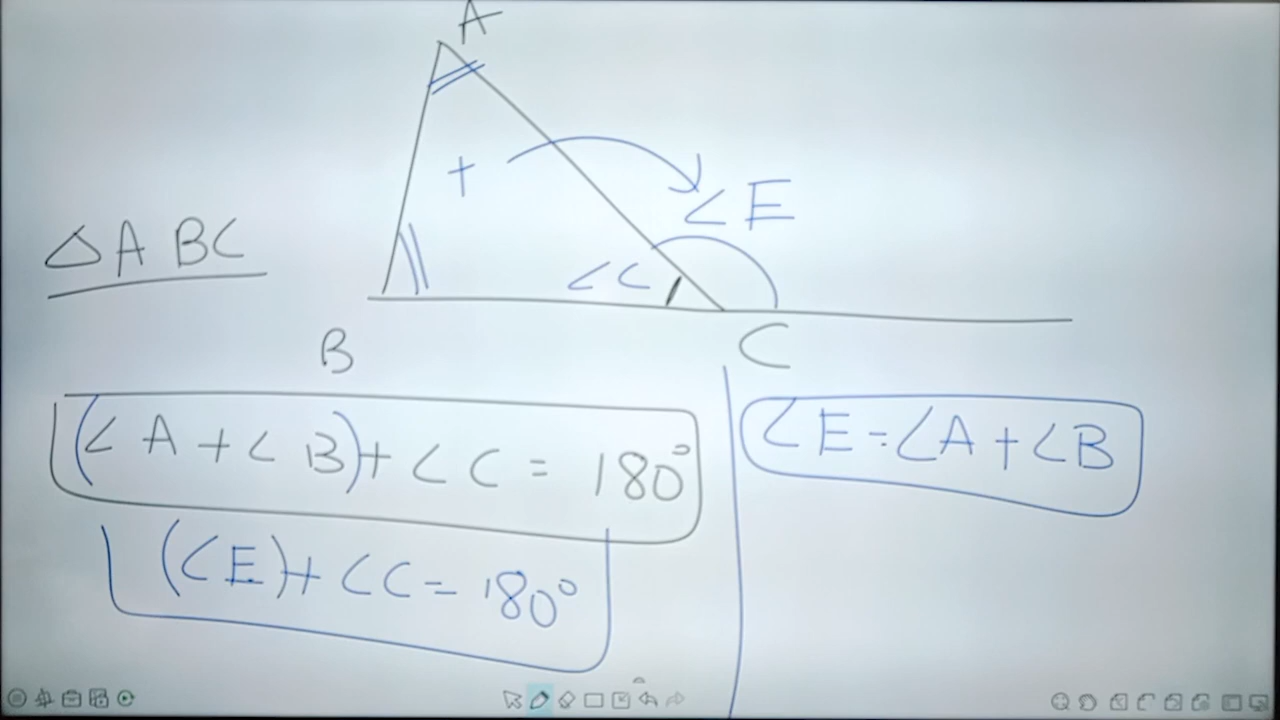 A
+
∠E
△ABC
∠C
B
C
(∠A+∠B)+∠C=180°
∠E=∠A+∠B
(∠E)+∠C=180°